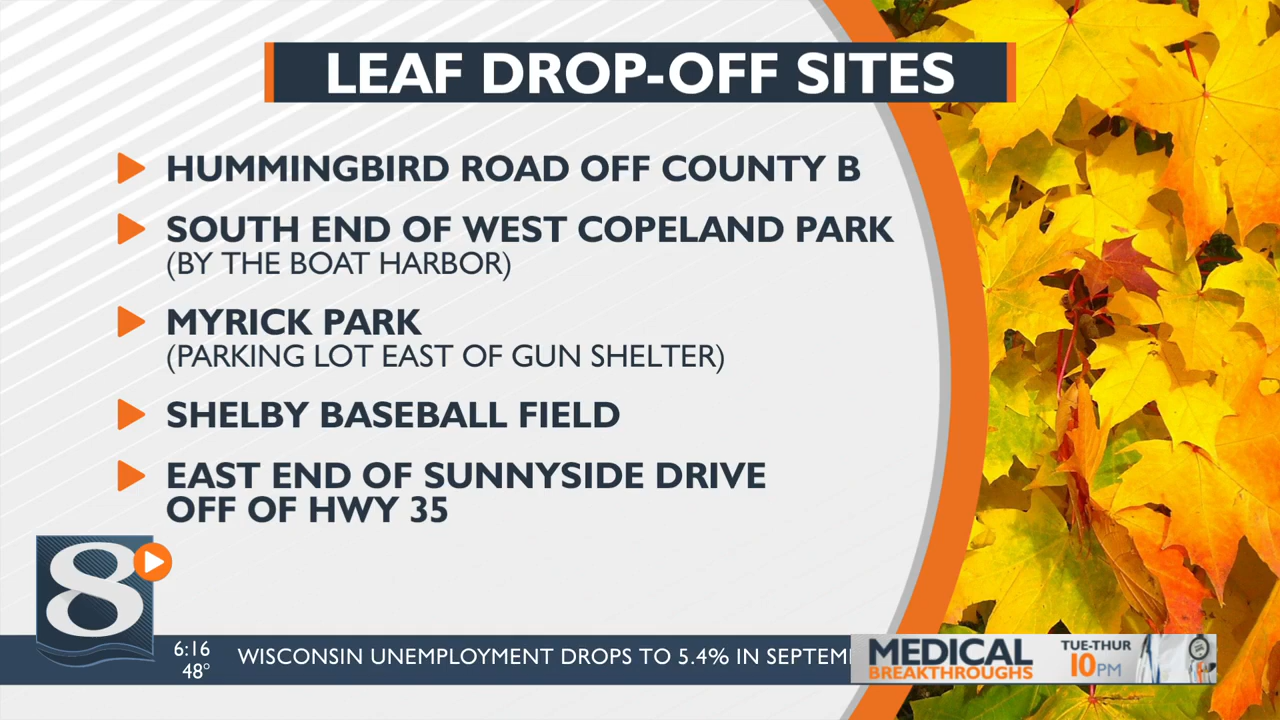 LEAF DROP-OFF SITES
HUMMINGBIRD ROAD OFF COUNTY B
SOUTH END OF WEST COPELAND PARK
(BY THE BOAT HARBOR)
MYRICK PARK
(PARKING LOT EAST OF GUN SHELTER)
SHELBY BASEBALL FIELD
EAST END OF SUNNYSIDE DRIVE
OFF OF HWY 35
8
6:16
48°
WISCONSIN UNEMPLOYMENT DROPS TO 5.4% IN SEPTEM
MEDICAL
BREAKTHROUGHS
TUE-THUR
10PM